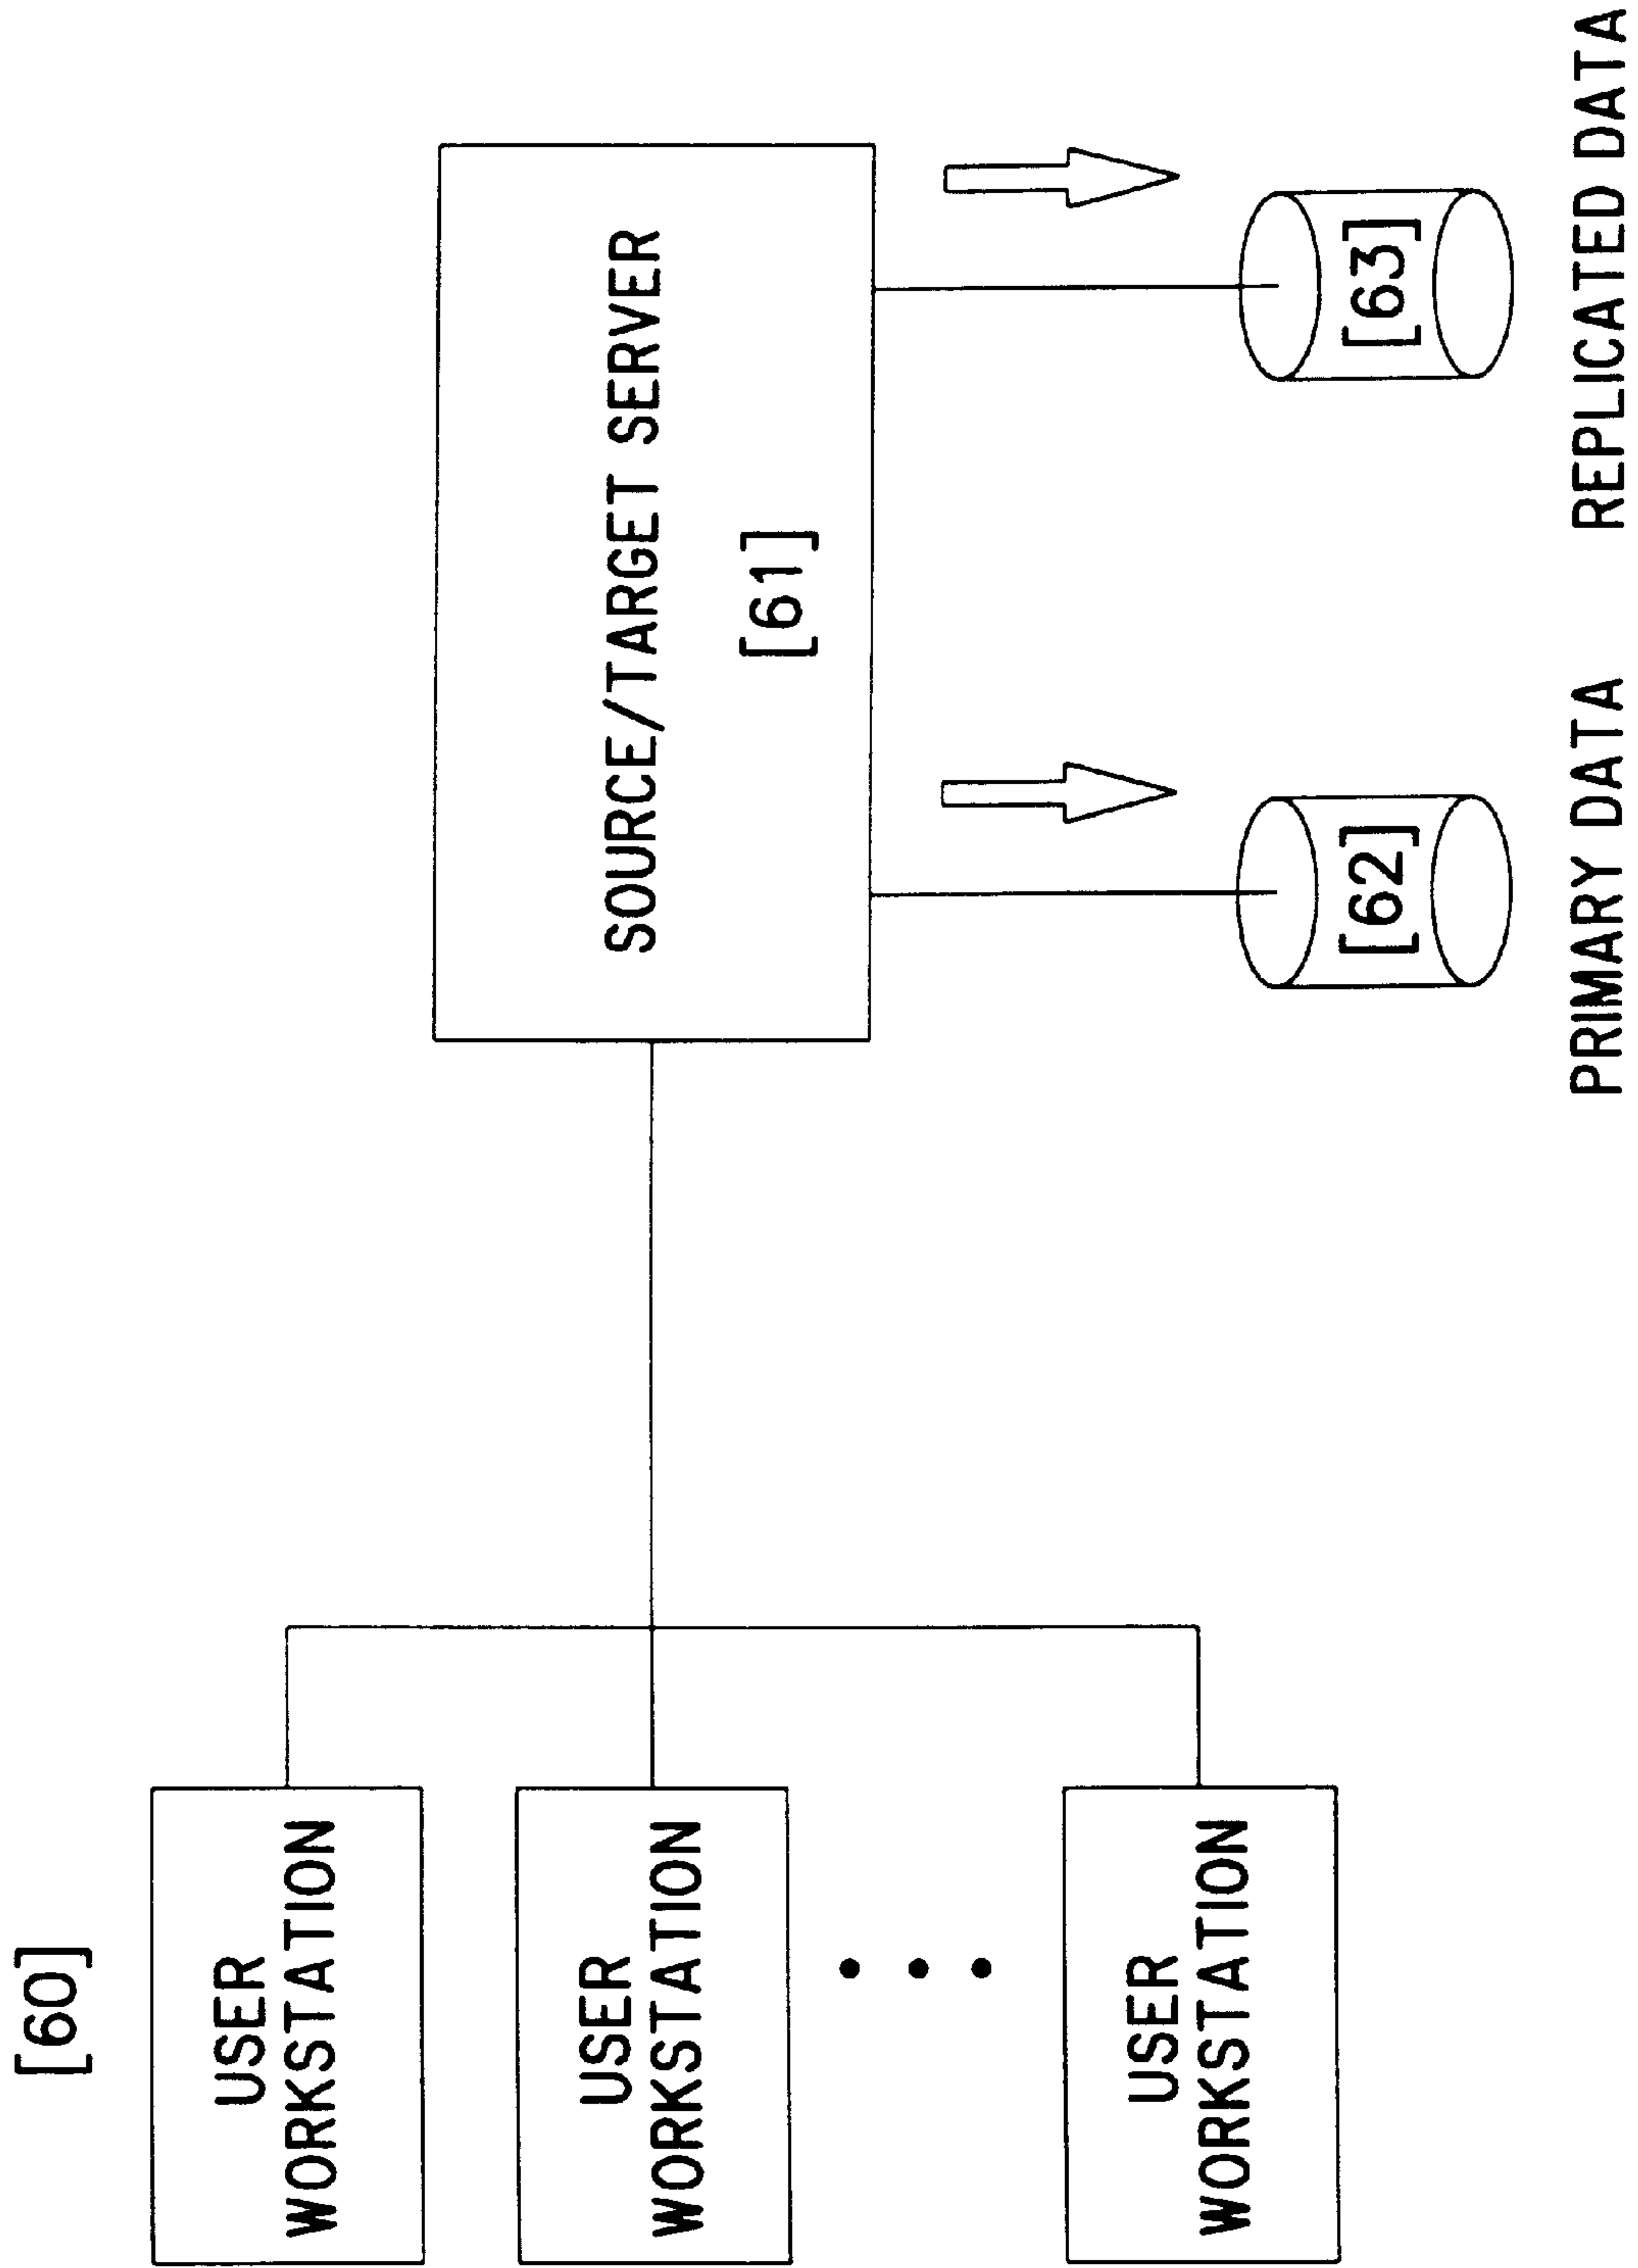 [60]
USER
WORKSTATION
USER
WORKSTATION
USER
WORKSTATION
SOURCE/TARGET SERVER
[61]
[62]
[63]
PRIMARY DATA
REPLICATED DATA